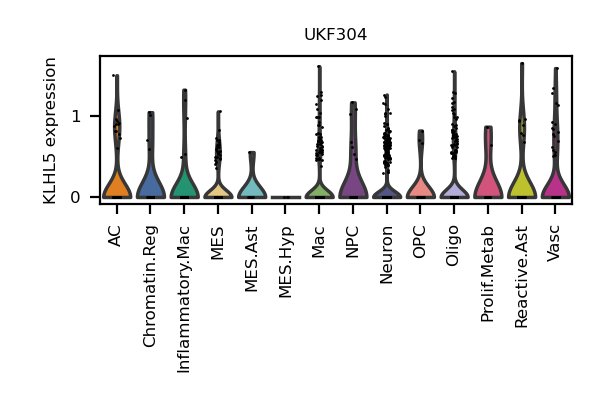 UKF304
KLHL5 expression
1
0
AC
Chromatin.Reg
Inflammatory.Mac
MES
MES.Ast
MES.Hyp
Mac
NPC
Neuron
OPC
Oligo
Prolif.Metab
Reactive.Ast
Vasc